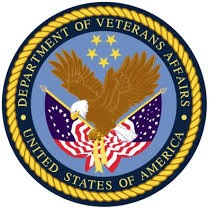 DEPARTMENT OF VETERANS AFFAIRS
UNITED STATES OF AMERICA